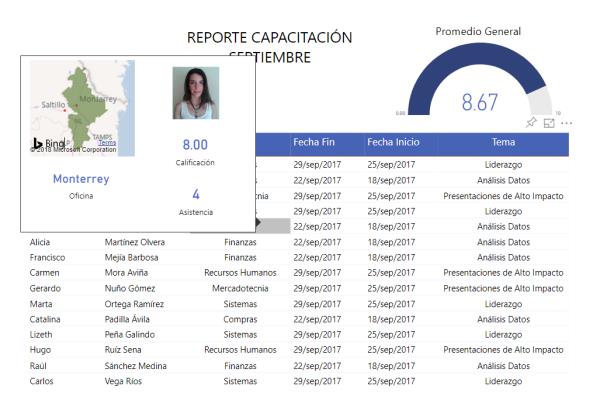 REPORTE CAPACITACIÓN
SEPTIEMBRE
Promedio General
8.67
0.00
10
Saltillo
Monterrey
TAMPS
Bing
Terms
© 2018 Microsoft Corporation
Monterrey
Oficina
8.00
Calificación
4
Asistencia
Fecha Fin Fecha Inicio Tema
29/sep/2017 25/sep/2017 Liderazgo
22/sep/2017 18/sep/2017 Análisis Datos
29/sep/2017 25/sep/2017 Presentaciones de Alto Impacto
29/sep/2017 25/sep/2017 Liderazgo
22/sep/2017 18/sep/2017 Análisis Datos
Alicia Martínez Olvera Finanzas 22/sep/2017 18/sep/2017 Análisis Datos
Francisco Mejía Barbosa Finanzas 22/sep/2017 18/sep/2017 Análisis Datos
Carmen Mora Aviña Recursos Humanos 29/sep/2017 25/sep/2017 Presentaciones de Alto Impacto
Gerardo Nuño Gómez Mercadotecnia 29/sep/2017 25/sep/2017 Presentaciones de Alto Impacto
Marta Ortega Ramírez Sistemas 29/sep/2017 25/sep/2017 Liderazgo
Catalina Padilla Ávila Compras 22/sep/2017 18/sep/2017 Análisis Datos
Lizeth Peña Galindo Sistemas 29/sep/2017 25/sep/2017 Liderazgo
Hugo Ruíz Sena Recursos Humanos 29/sep/2017 25/sep/2017 Presentaciones de Alto Impacto
Raúl Sánchez Medina Finanzas 22/sep/2017 18/sep/2017 Análisis Datos
Carlos Vega Ríos Sistemas 29/sep/2017 25/sep/2017 Liderazgo